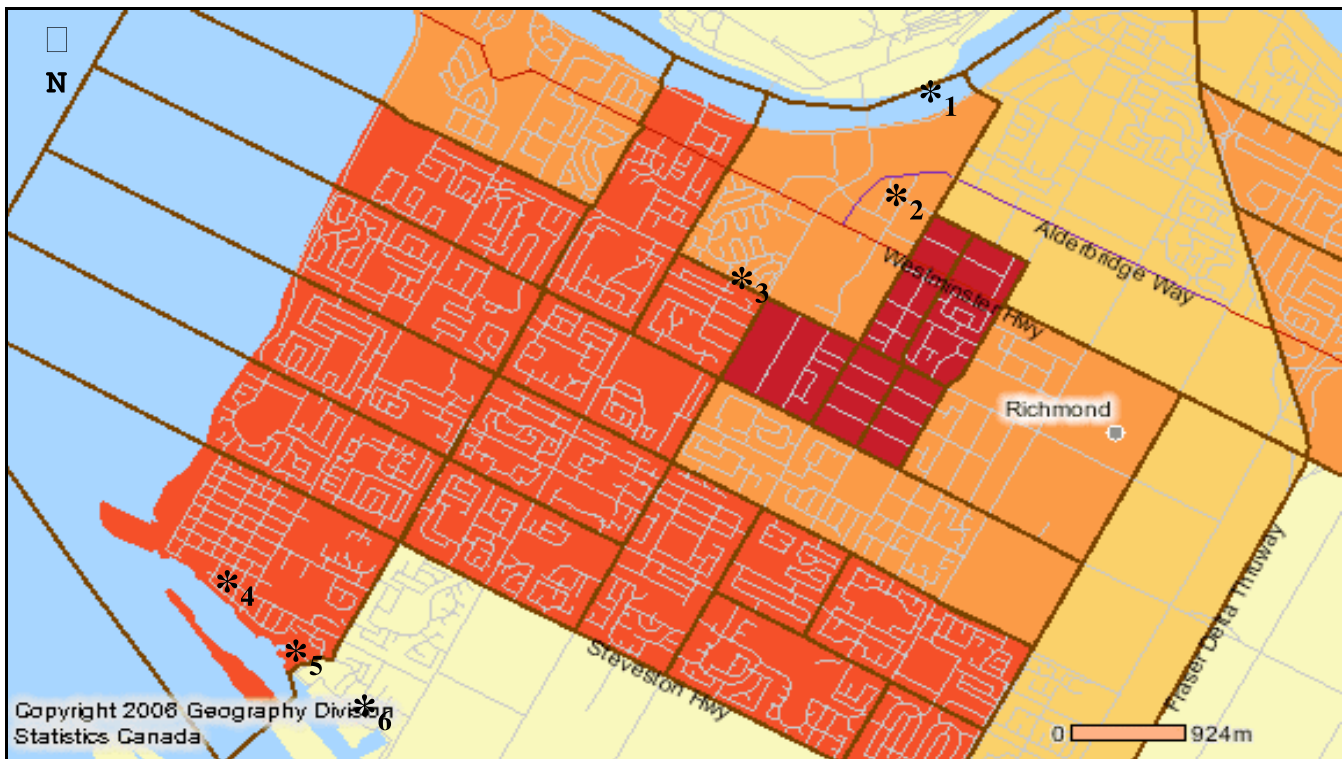 N
*1
*2
Alderbridge Way
Westminster Hwy
*3
Richmond
*4
*5
Steveston Hwy
Fraser Delta Thruway
*6
Copyright 2006 Geography Division
Statistics Canada
0 924m